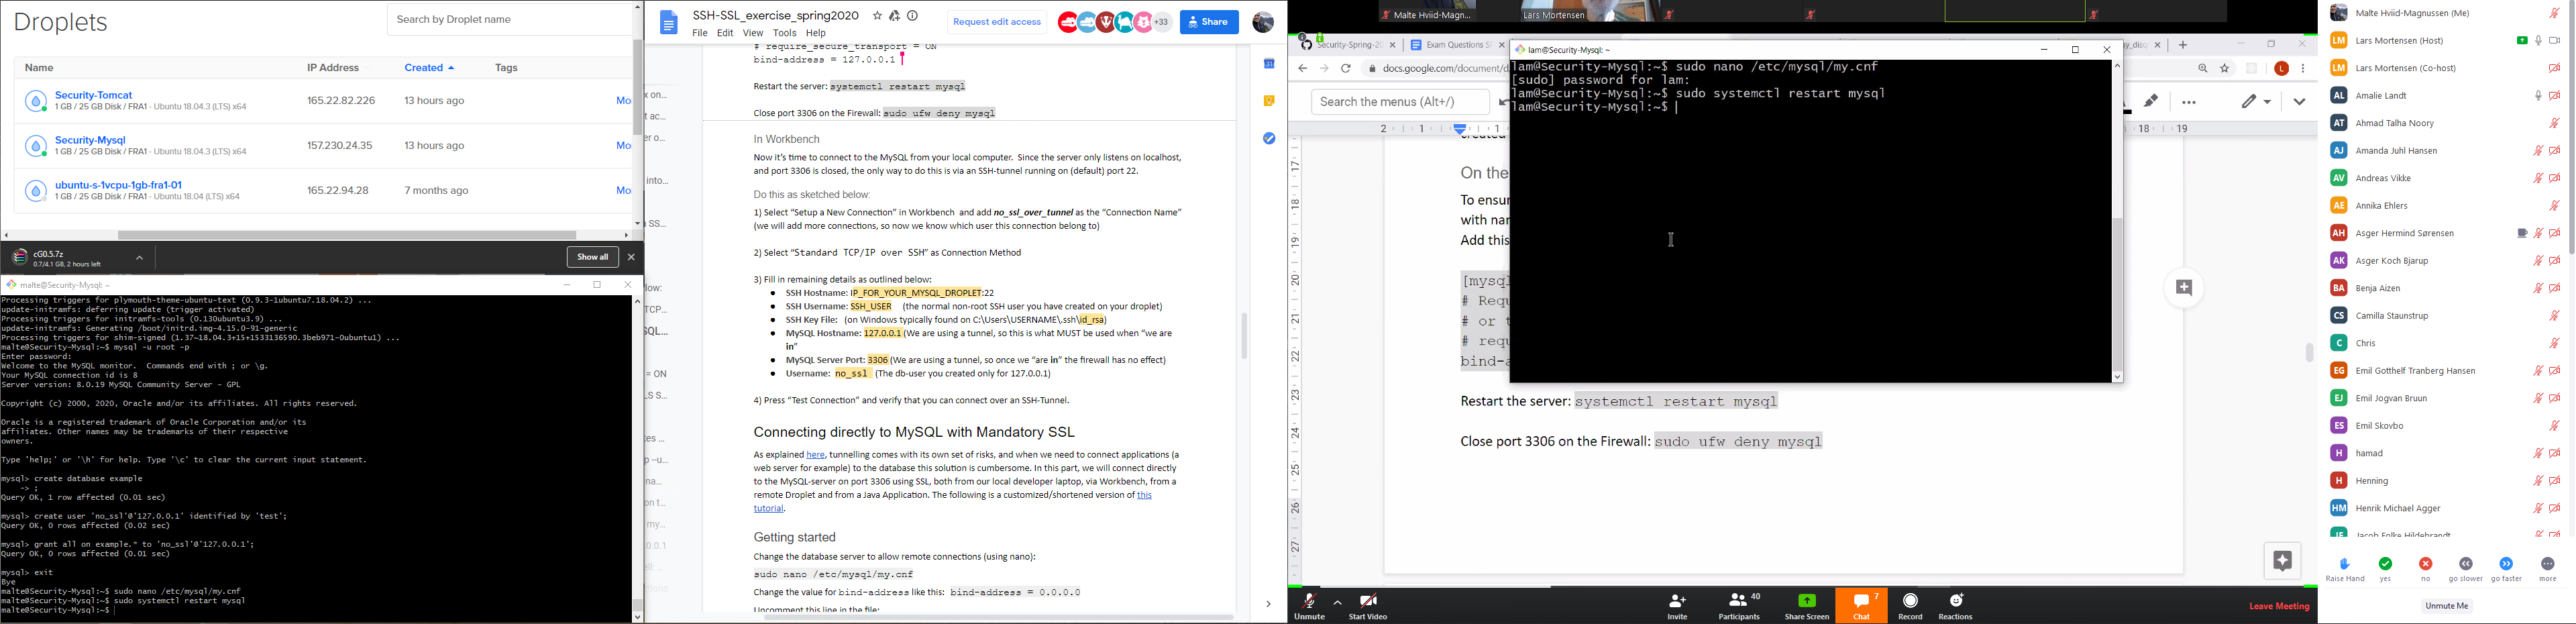 Droplets
Search by Droplet name
Name
IP Address
Created
Tags
Security-Tomcat
1 GB / 25 GB Disk / FRA1 - Ubuntu 18.04.3 (LTS) x64
165.22.82.226
13 hours ago
Mo
Security-Mysql
1 GB / 25 GB Disk / FRA1 - Ubuntu 18.04.3 (LTS) x64
157.230.24.35
13 hours ago
Mo
ubuntu-s-1vcpu-1gb-fra1-01
1 GB / 25 GB Disk / FRA1 - Ubuntu 18.04 (LTS) x64
165.22.94.28
7 months ago
Mo
cG0.5.7z
0.7/4.1 GB, 2 hours left
Show all
malte@Security-Mysql: ~
Processing triggers for plymouth-theme-ubuntu-text (0.9.3-1ubuntu7.18.04.2) ...
update-initramfs: deferring update (trigger activated)
Processing triggers for initramfs-tools (0.130ubuntu3.9) ...
update-initramfs: Generating /boot/initrd.img-4.15.0-91-generic
Processing triggers for shim-signed (1.37~18.04.3+15+1533136590.3beb971-0ubuntu1) ...
malte@Security-Mysql:~$ mysql -u root -p
Enter password:
Welcome to the MySQL monitor.  Commands end with ; or \g.
Your MySQL connection id is 8
Server version: 8.0.19 MySQL Community Server - GPL
Copyright (c) 2000, 2020, Oracle and/or its affiliates. All rights reserved.
Oracle is a registered trademark of Oracle Corporation and/or its
affiliates. Other names may be trademarks of their respective
owners.
Type 'help;' or '\h' for help. Type '\c' to clear the current input statement.
mysql> create database example
-> ;
Query OK, 1 row affected (0.01 sec)
mysql> create user 'no_ssl'@'127.0.0.1' identified by 'test';
Query OK, 0 rows affected (0.02 sec)
mysql> grant all on example.* to 'no_ssl'@'127.0.0.1';
Query OK, 0 rows affected (0.01 sec)
mysql> exit
Bye
malte@Security-Mysql:~$ sudo nano /etc/mysql/my.cnf
malte@Security-Mysql:~$ sudo systemctl restart mysql
malte@Security-Mysql:~$
SSH-SSL_exercise_spring2020
File Edit View Tools Help
Request edit access
+33
Share
# require_secure_transport = ON
bind-address = 127.0.0.1
Restart the server: systemctl restart mysql
Close port 3306 on the Firewall: sudo ufw deny mysql
In Workbench
Now it's time to connect to the MySQL from your local computer.  Since the server only listens on localhost,
and port 3306 is closed, the only way to do this is via an SSH-tunnel running on (default) port 22.
Do this as sketched below:
1) Select "Setup a New Connection" in Workbench  and add no_ssl_over_tunnel as the "Connection Name"
(we will add more connections, so now we know which user this connection belong to)
2) Select "Standard TCP/IP over SSH" as Connection Method
3) Fill in remaining details as outlined below:
● SSH Hostname: IP_FOR_YOUR_MYSQL_DROPLET:22
● SSH Username: SSH_USER (the normal non-root SSH user you have created on your droplet)
● SSH Key File: (on Windows typically found on C:\Users\USERNAME\.ssh\id_rsa)
● MySQL Hostname: 127.0.0.1 (We are using a tunnel, so this is what MUST be used when "we are
in"
● MySQL Server Port: 3306 (We are using a tunnel, so once we "are in" the firewall has no effect)
● Username: no_ssl (The db-user you created only for 127.0.0.1)
4) Press "Test Connection" and verify that you can connect over an SSH-Tunnel.
Connecting directly to MySQL with Mandatory SSL
As explained here, tunnelling comes with its own set of risks, and when we need to connect applications (a
web server for example) to the database this solution is cumbersome. In this part, we will connect directly
to the MySQL-server on port 3306 using SSL, both from our local developer laptop, via Workbench, from a
remote Droplet and from a Java Application. The following is a customized/shortened version of this
tutorial.
Getting started
Change the database server to allow remote connections (using nano):
sudo nano /etc/mysql/my.cnf
Change the value for bind-address like this: bind-address = 0.0.0.0
Uncomment this line in the file:
Malte Hviid-Magn...
Lars Mortensen
Security-Spring-20
Exam Questions S
docs.google.com/document/d
Search the menus (Alt+/)
lam@Security-Mysql: ~
lam@Security-Mysql:~$ sudo nano /etc/mysql/my.cnf
[sudo] password for lam:
lam@Security-Mysql:~$ sudo systemctl restart mysql
lam@Security-Mysql:~$
2 1 1 18 19
On the
To ensur
with nar
Add this
[mysql
# Requ
# or t
# requ
bind-a
Restart the server: systemctl restart mysql
Close port 3306 on the Firewall: sudo ufw deny mysql
17
18
19
20
21
22
23
24
25
26
27
Unmute
Start Video
Invite
Participants
40
Share Screen
Chat
7
Record
Reactions
Leave Meeting
Malte Hviid-Magnussen (Me)
LM Lars Mortensen (Host)
LM Lars Mortensen (Co-host)
AL Amalie Landt
AT Ahmad Talha Noory
AJ Amanda Juhl Hansen
AV Andreas Vikke
AE Annika Ehlers
AH Asger Hermind Sørensen
AK Asger Koch Bjarup
BA Benja Aizen
CS Camilla Staunstrup
C Chris
EG Emil Gotthelf Tranberg Hansen
EJ Emil Jogvan Bruun
ES Emil Skovbo
H hamad
H Henning
HM Henrik Michael Agger
Jacob Folke Hildebrandt
Raise Hand
yes
no
go slower
go faster
more
Unmute Me